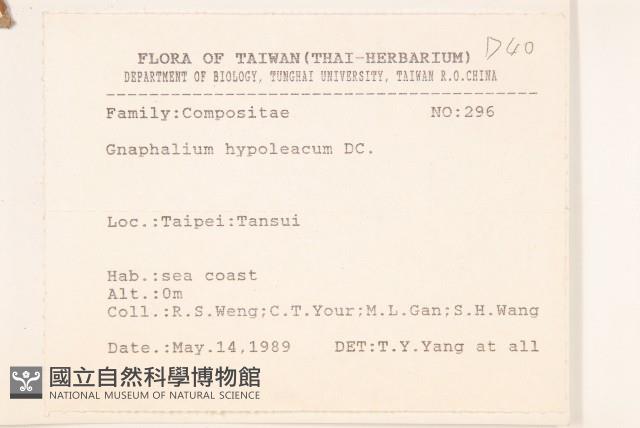 D40
FLORA OF TAIWAN(THAI-HERBARIUM)
DEPARTMENT OF BIOLOGY, TUNGHAI UNIVERSITY, TAIWAN R.O.CHINA
Family:Compositae NO:296
Gnaphalium hypoleacum DC.
Loc.:Taipei:Tansui
Hab.:sea coast
Alt.:0m
Coll.:R.S.Weng;C.T.Your;M.L.Gan;S.H.Wang
Date.:May.14,1989 DET:T.Y.Yang at all
國立自然科學博物館
NATIONAL MUSEUM OF NATURAL SCIENCE